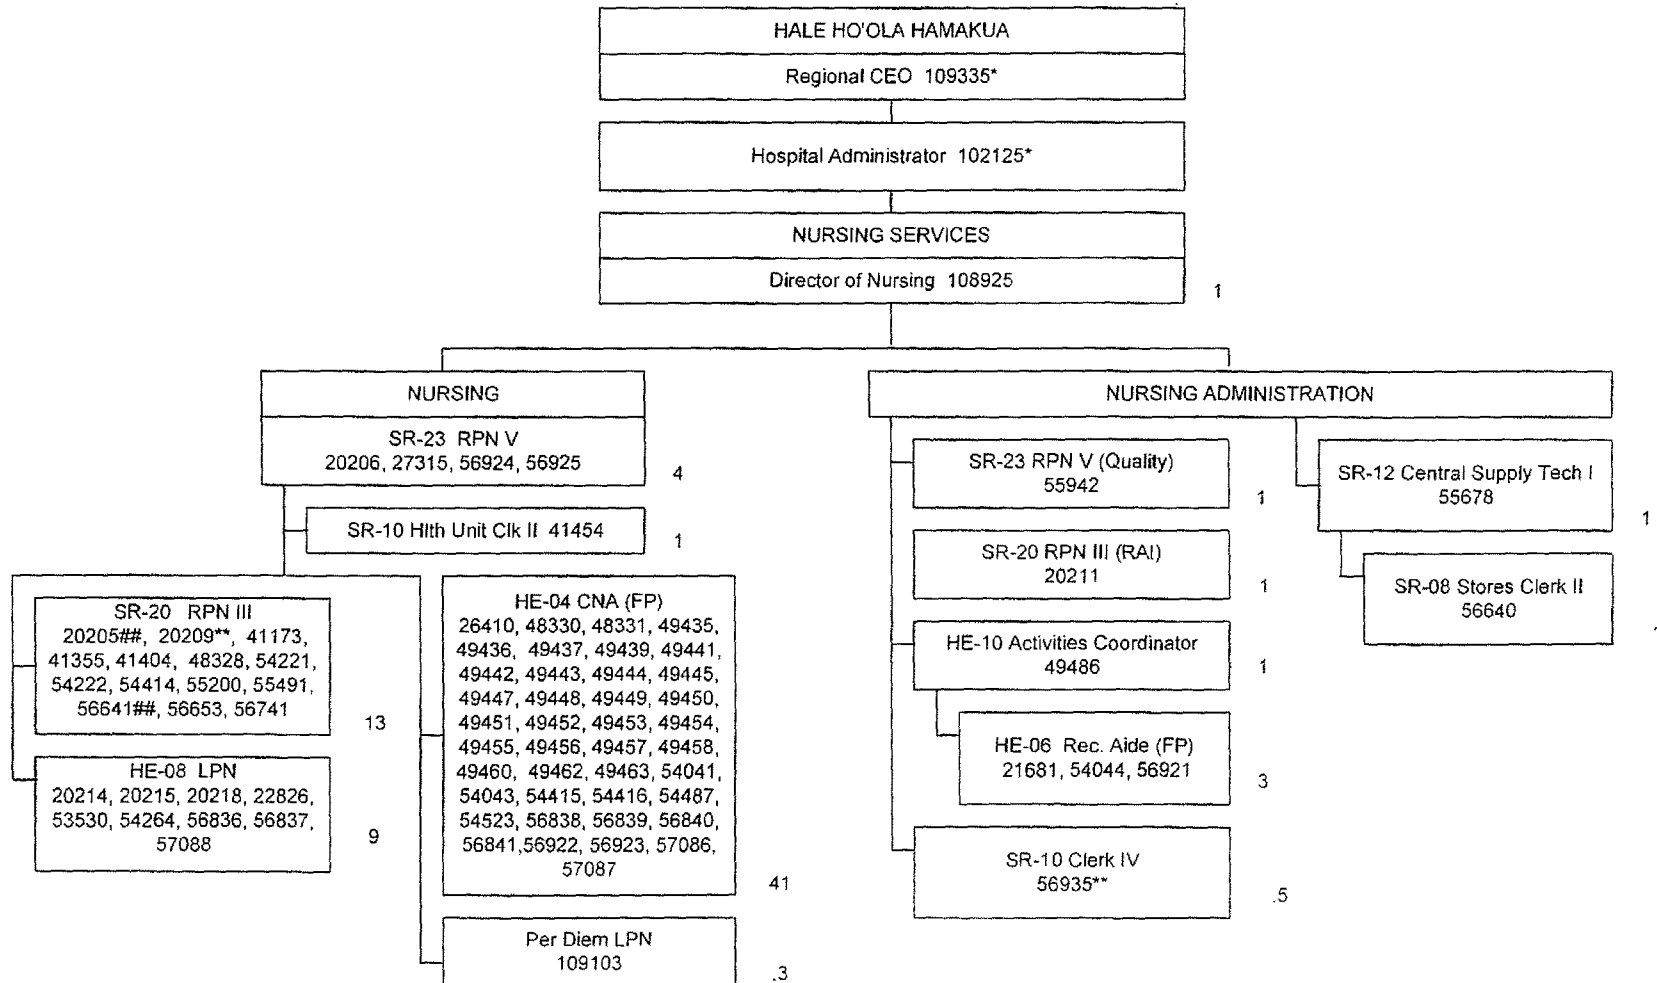 HALE HO'OLA HAMAKUA
Regional CEO 109335*
Hospital Administrator 102125*
NURSING SERVICES
Director of Nursing 108925
1
NURSING
SR-23 RPN V
20206, 27315, 56924, 56925
4
SR-10 Hlth Unit Clk II 41454
1
SR-20 RPN III
20205##, 20209**, 41173,
41355, 41404, 48328, 54221,
54222, 54414, 55200, 55491,
56641##, 56653, 56741
13
HE-08 LPN
20214, 20215, 20218, 22826,
53530, 54264, 56836, 56837,
57088
9
HE-04 CNA (FP)
26410, 48330, 48331, 49435,
49436, 49437, 49439, 49441,
49442, 49443, 49444, 49445,
49447, 49448, 49449, 49450,
49451, 49452, 49453, 49454,
49455, 49456, 49457, 49458,
49460, 49462, 49463, 54041,
54043, 54415, 54416, 54487,
54523, 56838, 56839, 56840,
56841,56922, 56923, 57086,
57087
41
Per Diem LPN
109103
.3
NURSING ADMINISTRATION
SR-23 RPN V (Quality)
55942
1
SR-20 RPN III (RAI)
20211
1
HE-10 Activities Coordinator
49486
1
HE-06 Rec. Aide (FP)
21681, 54044, 56921
3
SR-10 Clerk IV
56935**
.5
SR-12 Central Supply Tech I
55678
1
SR-08 Stores Clerk II
56640